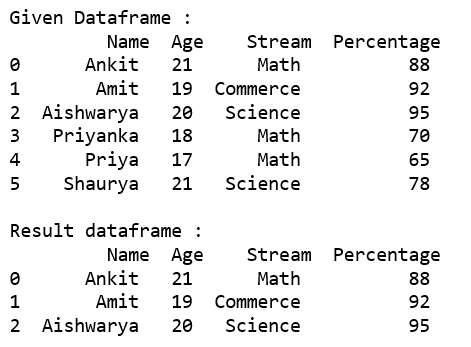 Given Dataframe :
        Name  Age    Stream  Percentage
0      Ankit   21      Math          88
1       Amit   19  Commerce          92
2  Aishwarya   20   Science          95
3   Priyanka   18      Math          70
4      Priya   17      Math          65
5    Shaurya   21   Science          78

Result dataframe :
        Name  Age    Stream  Percentage
0      Ankit   21      Math          88
1       Amit   19  Commerce          92
2  Aishwarya   20   Science          95